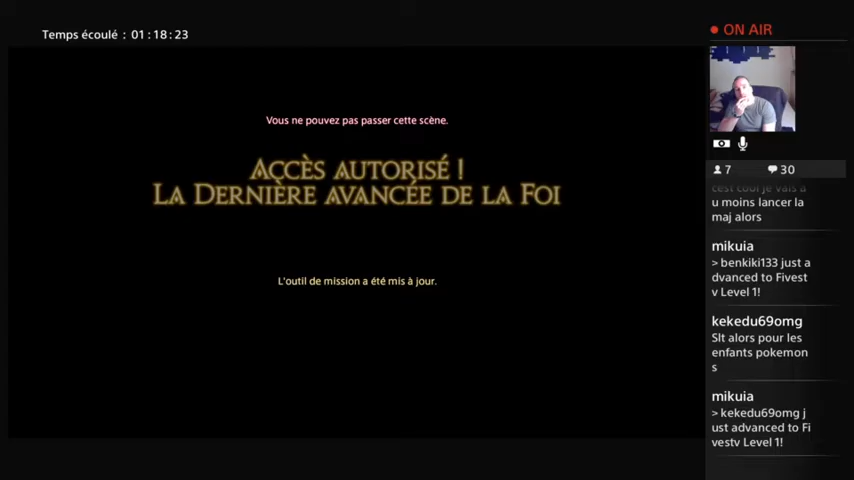 Temps écoulé : 01:18:23
ON AIR
Vous ne pouvez pas passer cette scène.
ACCÈS AUTORISÉ !
LA DERNIÈRE AVANCÉE DE LA FOI
L'outil de mission a été mis à jour.
7 30
cest cool je vais a
u moins lancer la
maj alors
mikuia
> benkiki133 just a
dvanced to Fivest
v Level 1!
kekedu69omg
Slt alors pour les
enfants pokemon
s
mikuia
> kekedu69omg j
ust advanced to Fi
vestv Level 1!